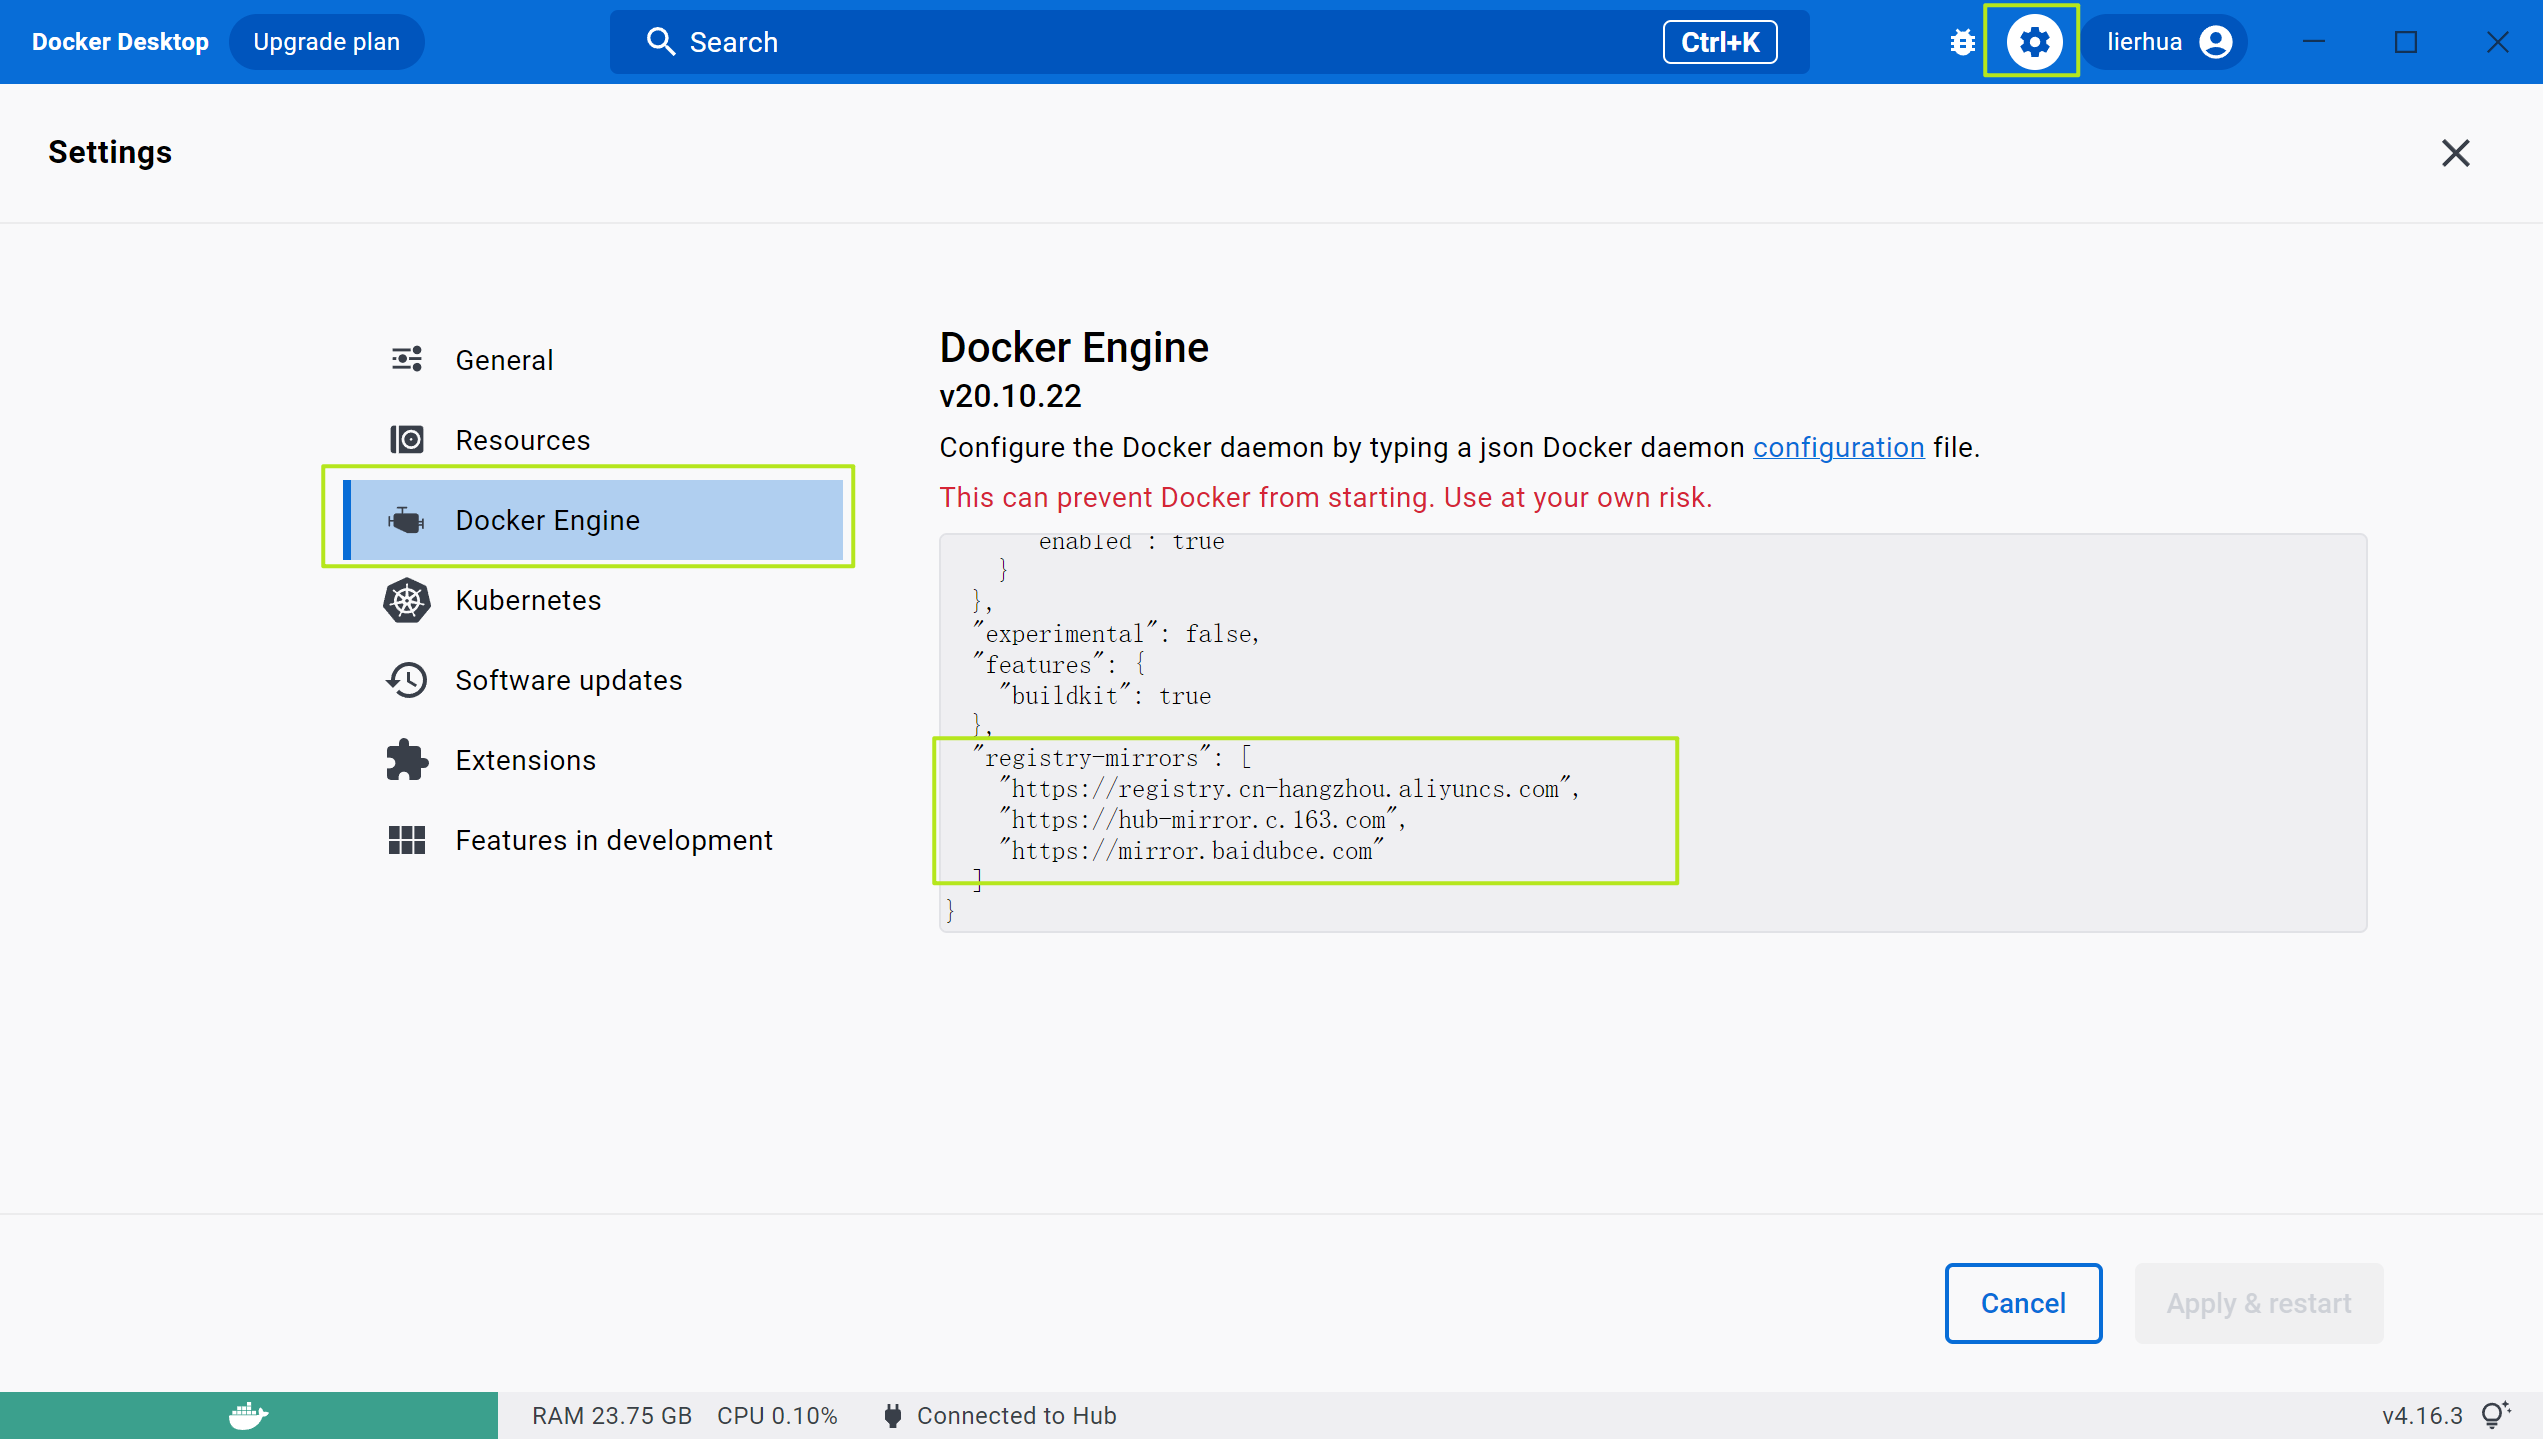 Docker Desktop
Upgrade plan
Search
Ctrl+K
lierhua
Settings
General
Resources
Docker Engine
Kubernetes
Software updates
Extensions
Features in development
Docker Engine
v20.10.22
Configure the Docker daemon by typing a json Docker daemon configuration file.
This can prevent Docker from starting. Use at your own risk.
enabled : true
}
},
"experimental": false,
"features": {
"buildkit": true
},
"registry-mirrors": [
"https://registry.cn-hangzhou.aliyuncs.com",
"https://hub-mirror.c.163.com",
"https://mirror.baidubce.com"
]
}
Cancel
Apply & restart
RAM 23.75 GB
CPU 0.10%
Connected to Hub
v4.16.3